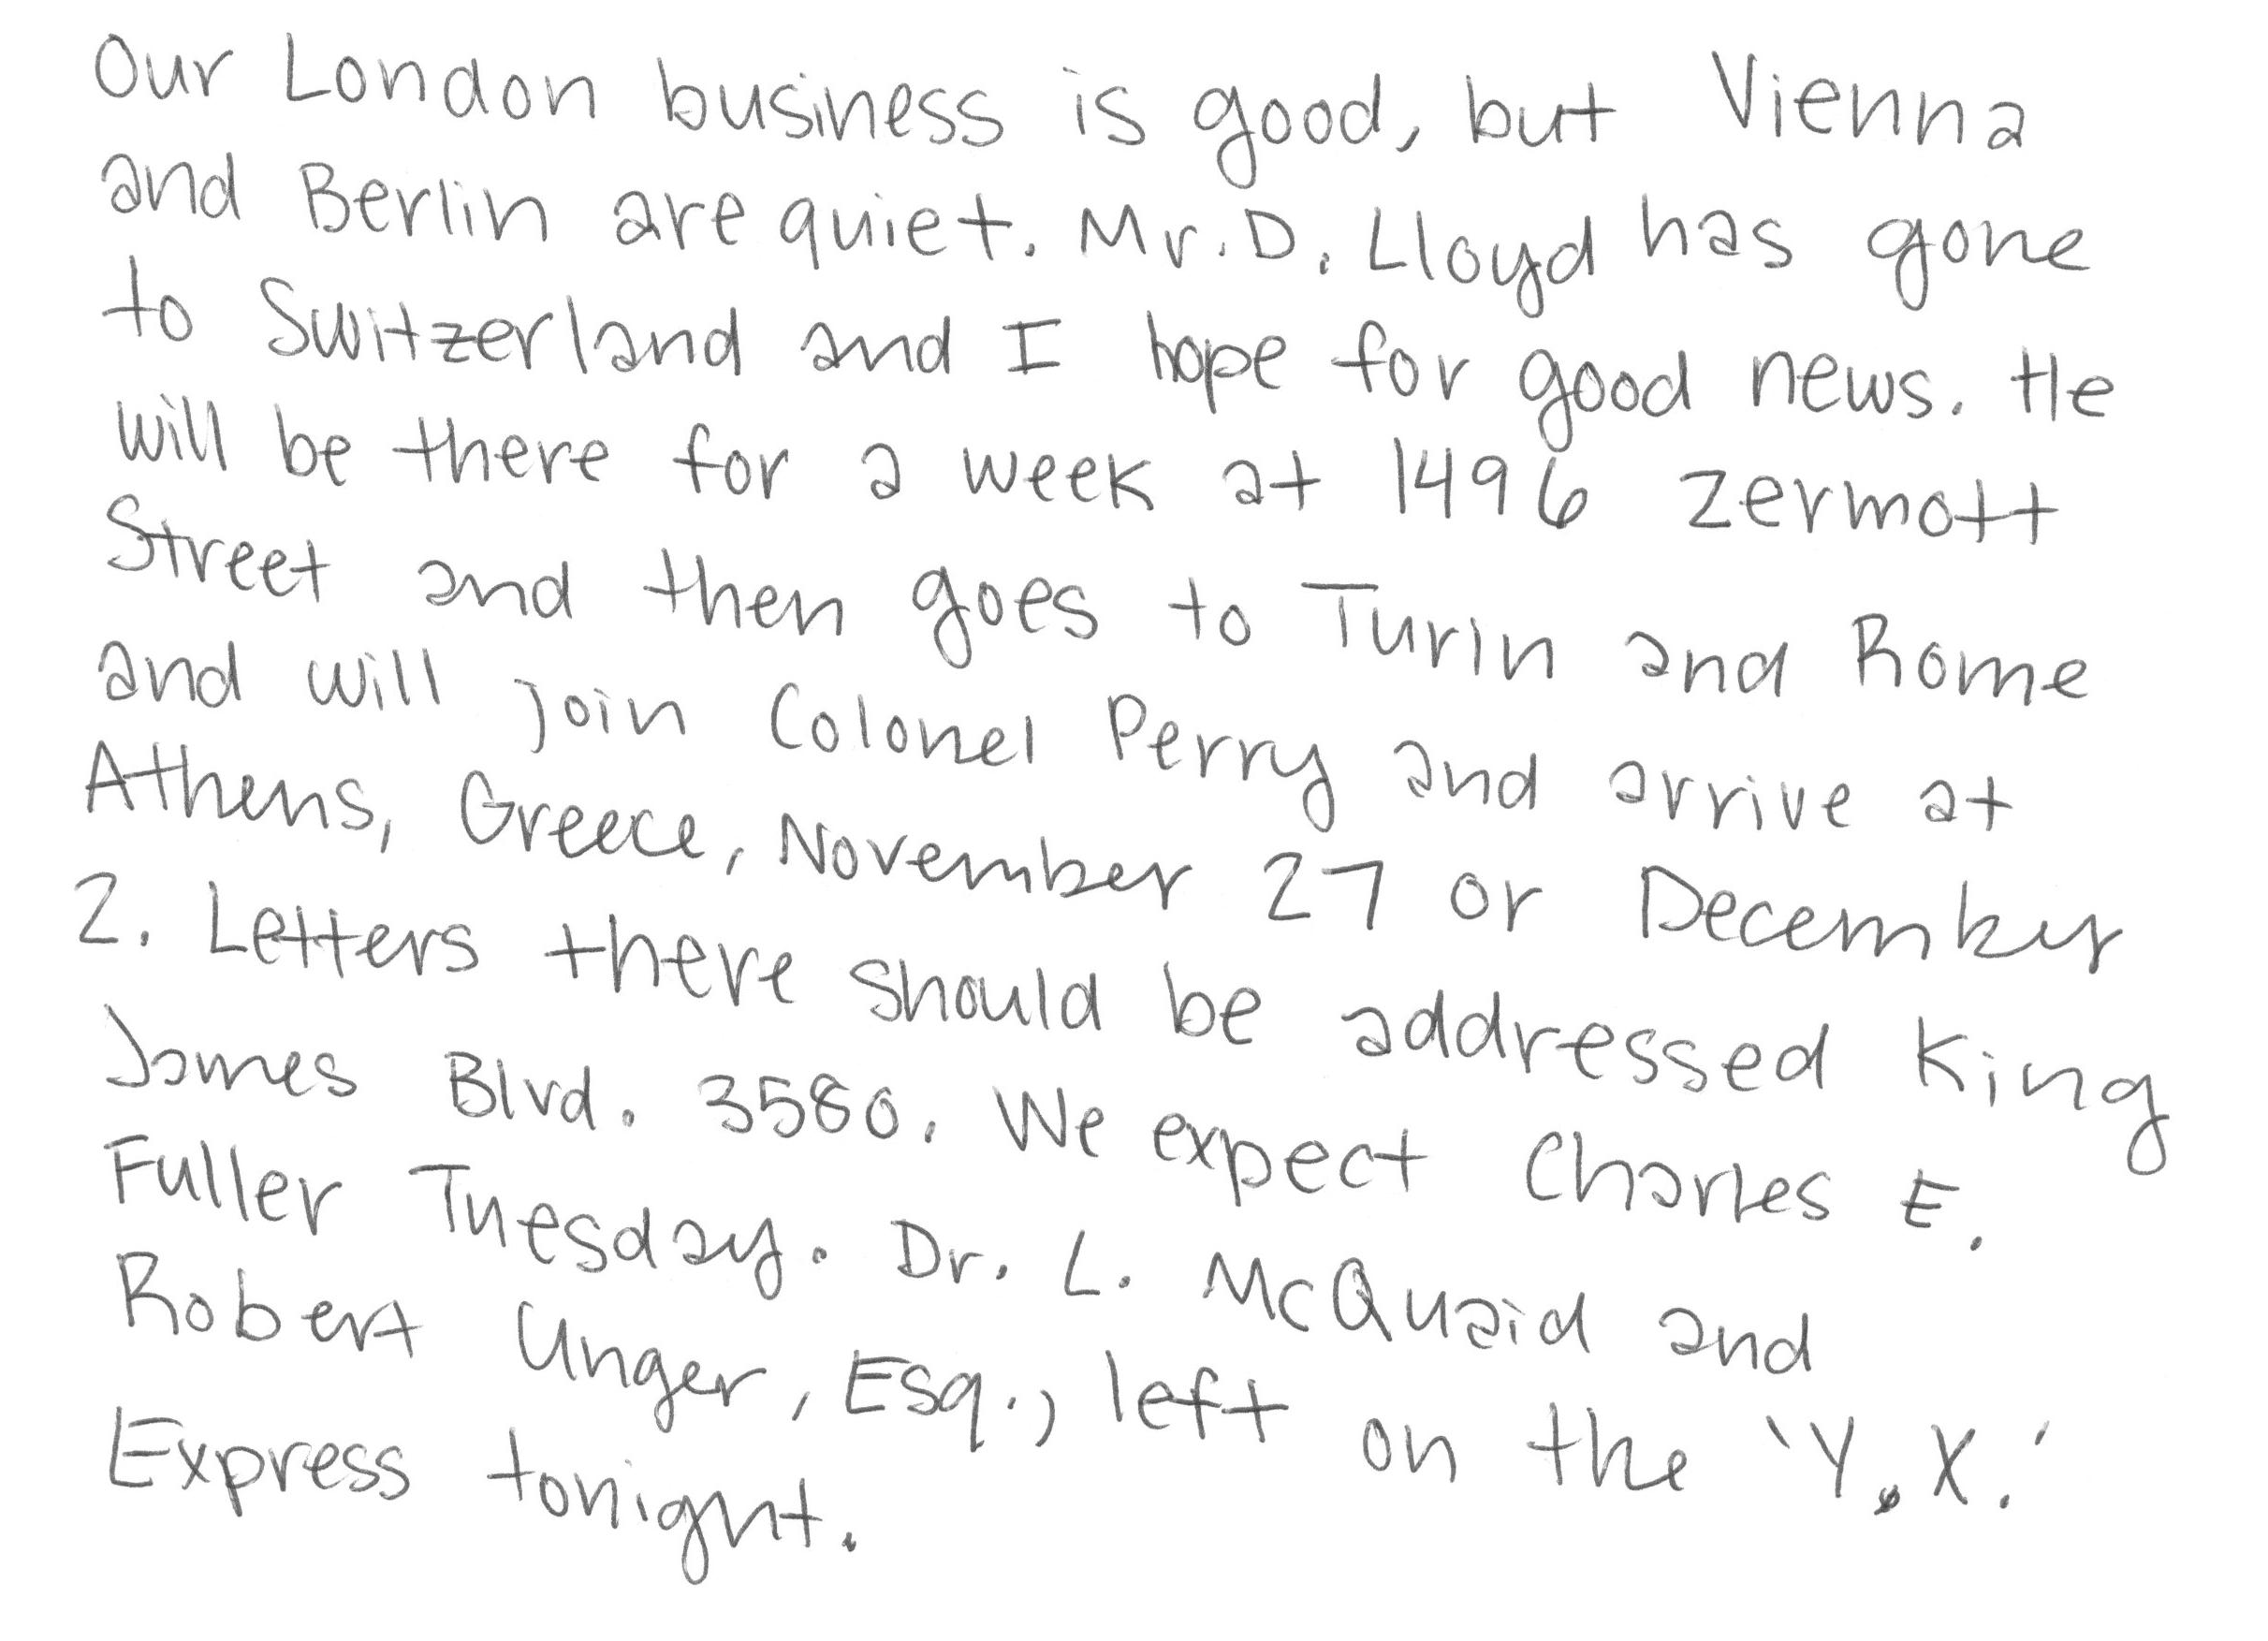 Our London business is good, but Vienna
and Berlin are quiet. Mr. D. Lloyd has gone
to Switzerland and I hope for good news. He
will be there for a week at 1496 Zermott
Street and then goes to Turin and Rome
and will join Colonel Perry and arrive at
Athens, Greece, November 27 or December
2. Letters there should be addressed King
James Blvd. 3580. We expect Charles E.
Fuller Tuesday. Dr. L. McQuaid and
Robert Unger, Esq., left on the 'Y.X.'
Express tonight.